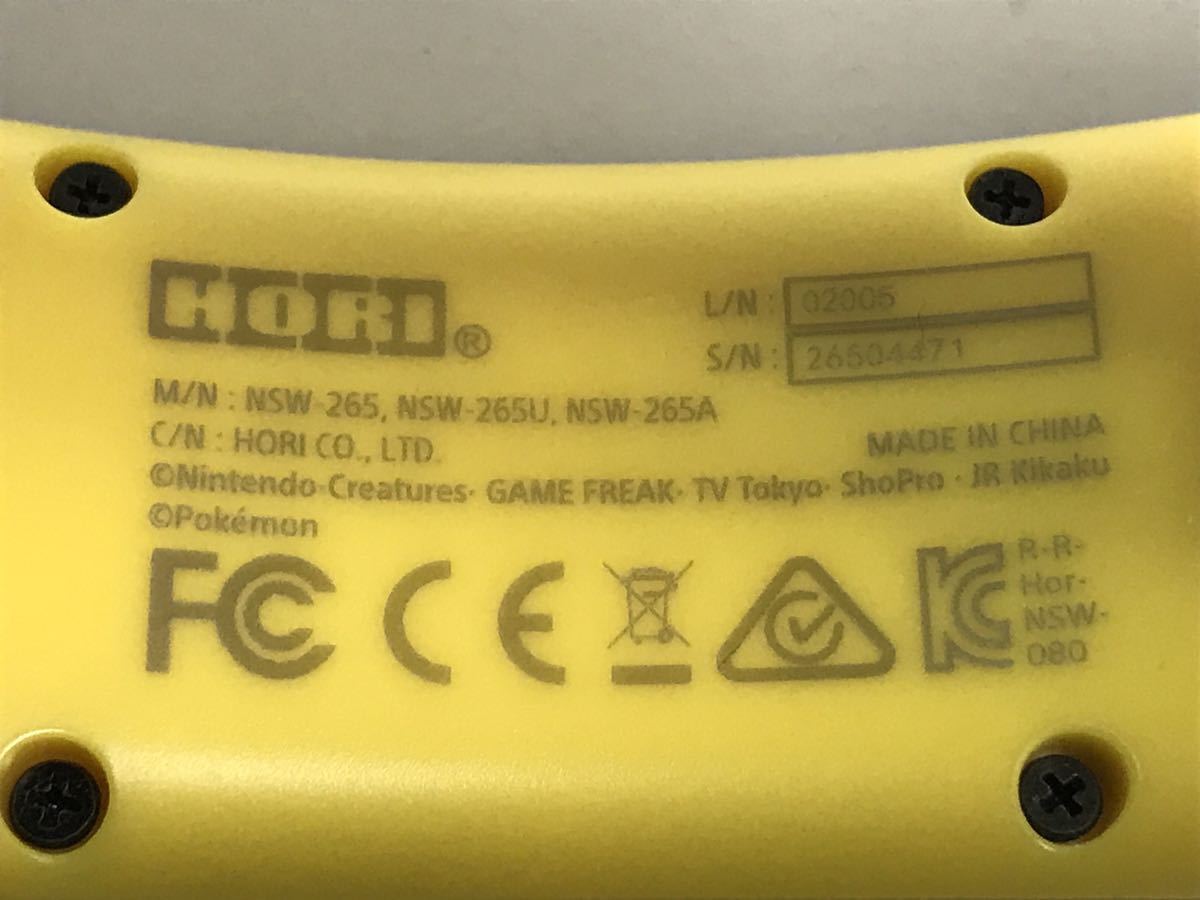 HORI®
L/N : 02005
S/N : 26504471
M/N : NSW-265, NSW-265U, NSW-265A
C/N : HORI CO., LTD.
MADE IN CHINA
©Nintendo·Creatures· GAME FREAK· TV Tokyo· ShoPro · JR Kikaku
©Pokémon
FC CE
R-R-
Hor-
NSW-
080